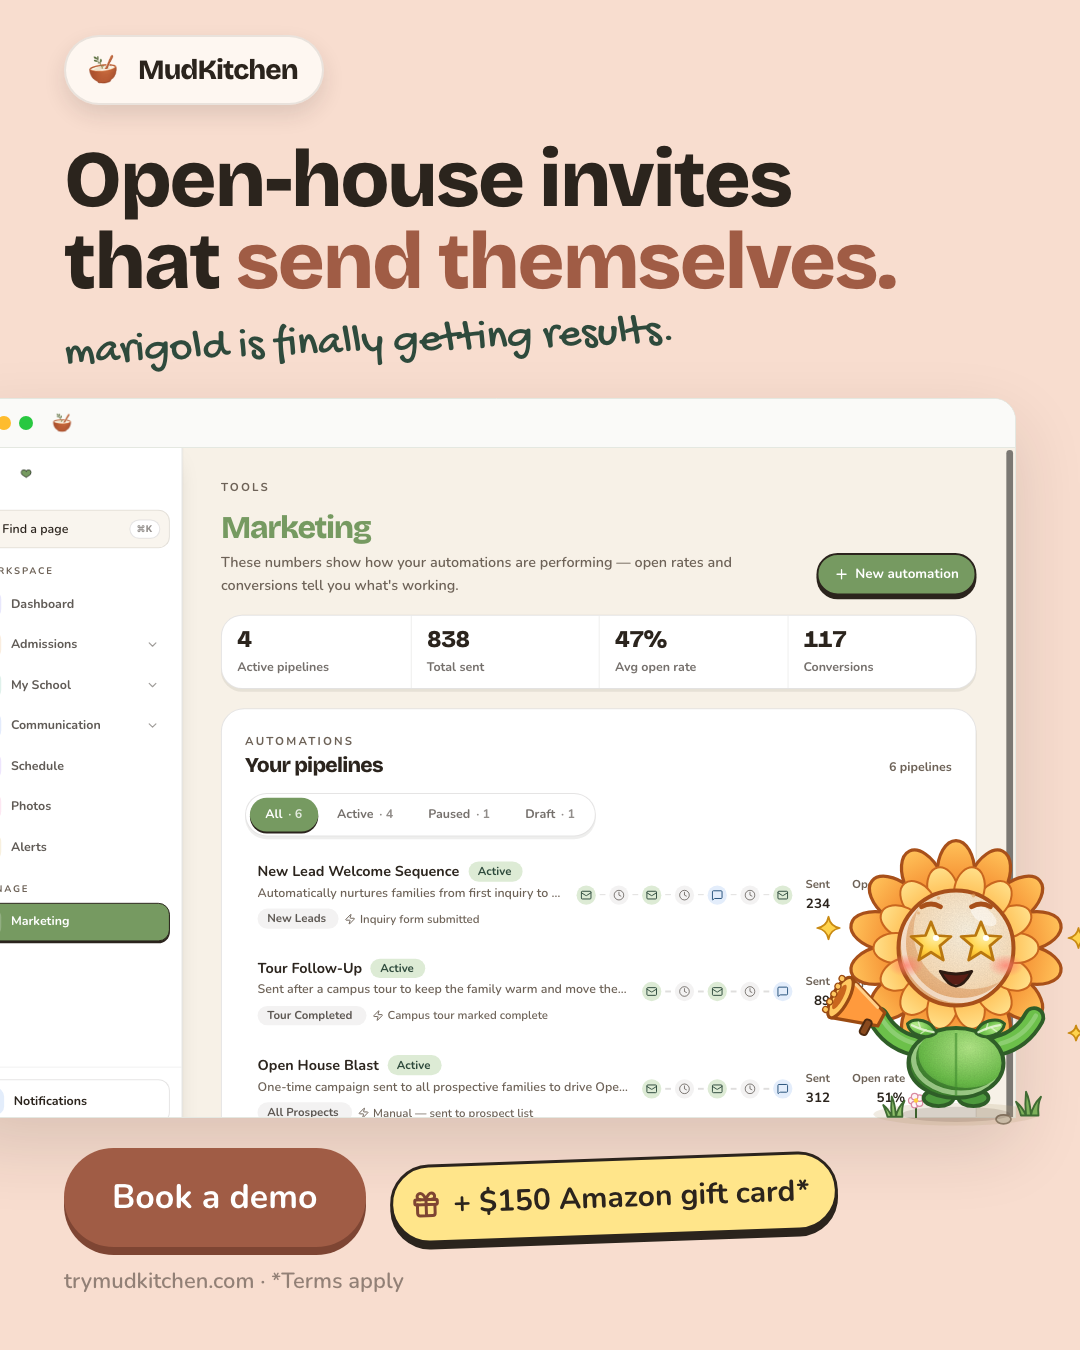 MudKitchen
Open-house invites
that send themselves.
marigold is finally getting results.
Find a page ⌘K
Dashboard
Admissions
My School
Communication
Schedule
Photos
Alerts
Marketing
Notifications
TOOLS
Marketing
These numbers show how your automations are performing — open rates and
conversions tell you what's working.
+ New automation
4 838 47% 117
Active pipelines Total sent Avg open rate Conversions
AUTOMATIONS
Your pipelines
6 pipelines
All · 6 Active · 4 Paused · 1 Draft · 1
New Lead Welcome Sequence Active
Automatically nurtures families from first inquiry to ...
New Leads Inquiry form submitted
Sent
234
Tour Follow-Up Active
Sent after a campus tour to keep the family warm and move the...
Tour Completed Campus tour marked complete
Sent
89
Open House Blast Active
One-time campaign sent to all prospective families to drive Ope...
All Prospects Manual — sent to prospect list
Sent Open rate
312 51%
Book a demo
+ $150 Amazon gift card*
trymudkitchen.com · *Terms apply